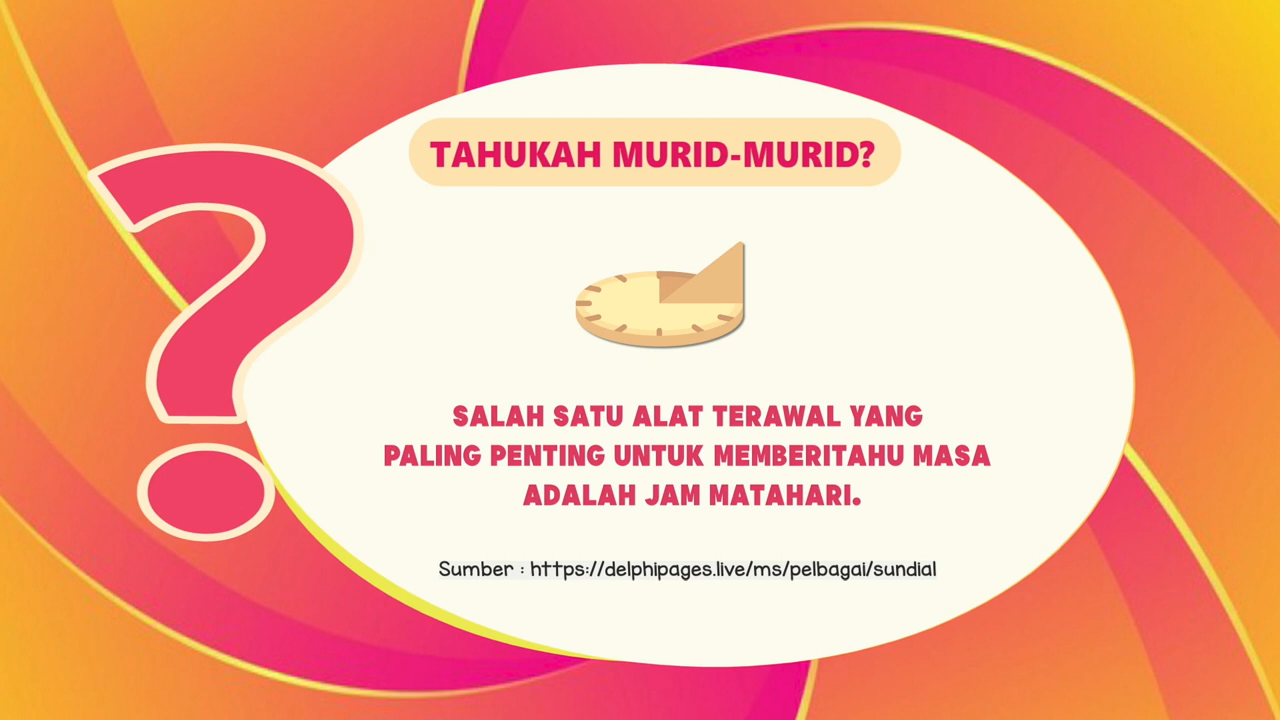 TAHUKAH MURID-MURID?
SALAH SATU ALAT TERAWAL YANG
PALING PENTING UNTUK MEMBERITAHU MASA
ADALAH JAM MATAHARI.
Sumber : https://delphipages.live/ms/pelbagai/sundial